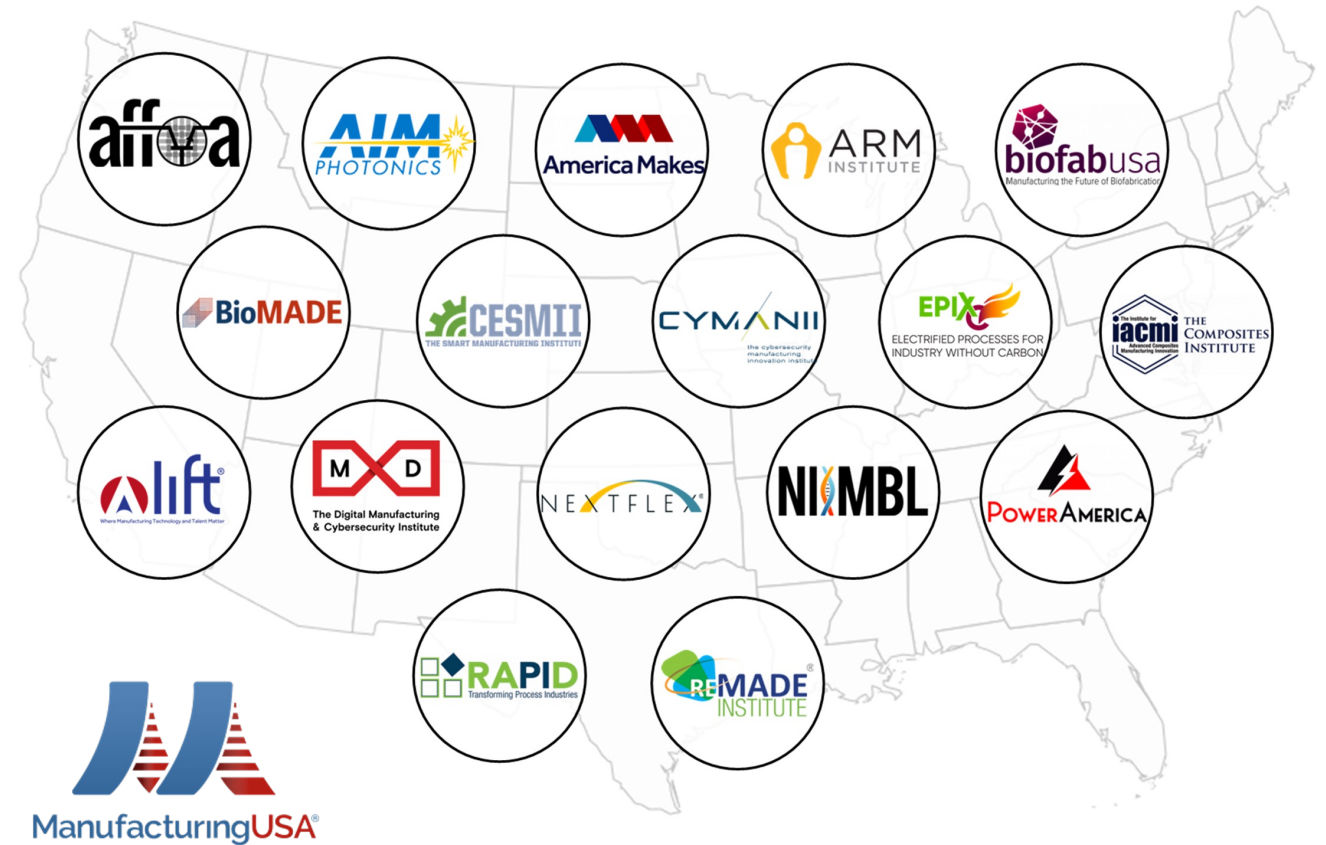 affoa
AIM
PHOTONICS
America Makes
ARM
INSTITUTE
biofabusa
Manufacturing the Future of Biofabrication
BioMADE
CESMII
THE SMART MANUFACTURING INSTITUTE
CYMANII
the cybersecurity
manufacturing
innovation institut
EPIX
ELECTRIFIED PROCESSES FOR
INDUSTRY WITHOUT CARBON
The Institute for
iacmi
Advanced Composites
Manufacturing Innovation
THE
COMPOSITES
INSTITUTE
lift®
Where Manufacturing Technology and Talent Matter
M D
The Digital Manufacturing
& Cybersecurity Institute
NEXTFLEX®
NIIMBL
POWERAMERICA
RAPID
Transforming Process Industries
REMADE®
INSTITUTE
ManufacturingUSA®